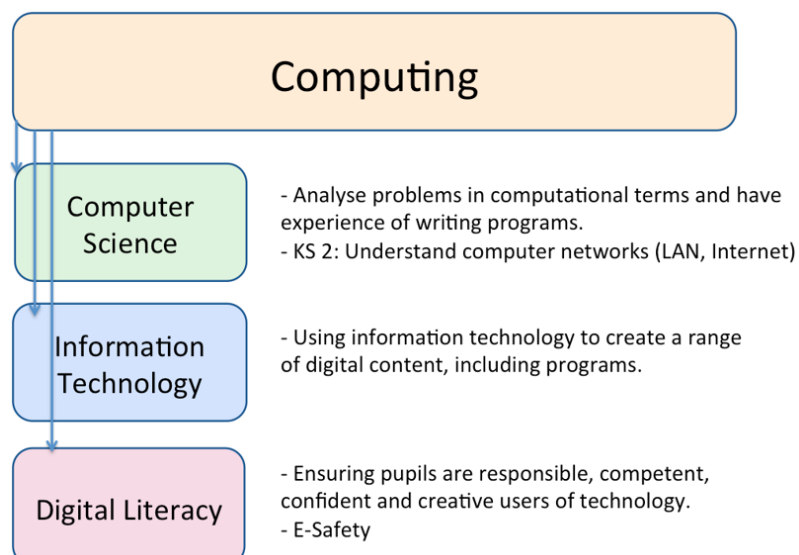 Computing
Computer
Science
- Analyse problems in computational terms and have
experience of writing programs.
- KS 2: Understand computer networks (LAN, Internet)
Information
Technology
- Using information technology to create a range
of digital content, including programs.
Digital Literacy
- Ensuring pupils are responsible, competent,
confident and creative users of technology.
- E-Safety